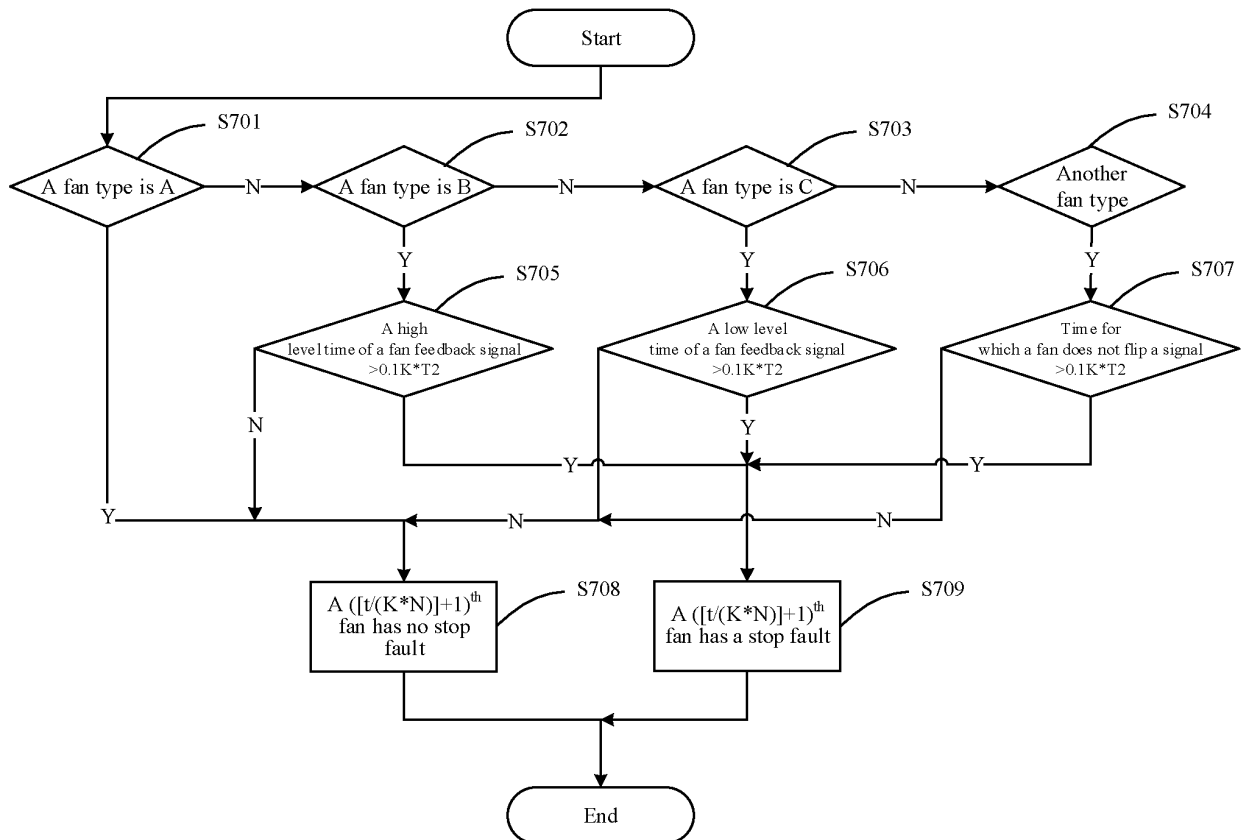 Start
S701
S702
S703
S704
A fan type is A
N
A fan type is B
N
A fan type is C
N
Another
fan type
Y
Y
Y
S705
S706
S707
A high
level time of a fan feedback signal
>0.1K*T2
A low level
time of a fan feedback signal
>0.1K*T2
Time for
which a fan does not flip a signal
>0.1K*T2
N
Y
Y
Y
Y
N
N
S708
S709
A ([t/(K*N)]+1)th
fan has no stop
fault
A ([t/(K*N)]+1)th
fan has a stop fault
End